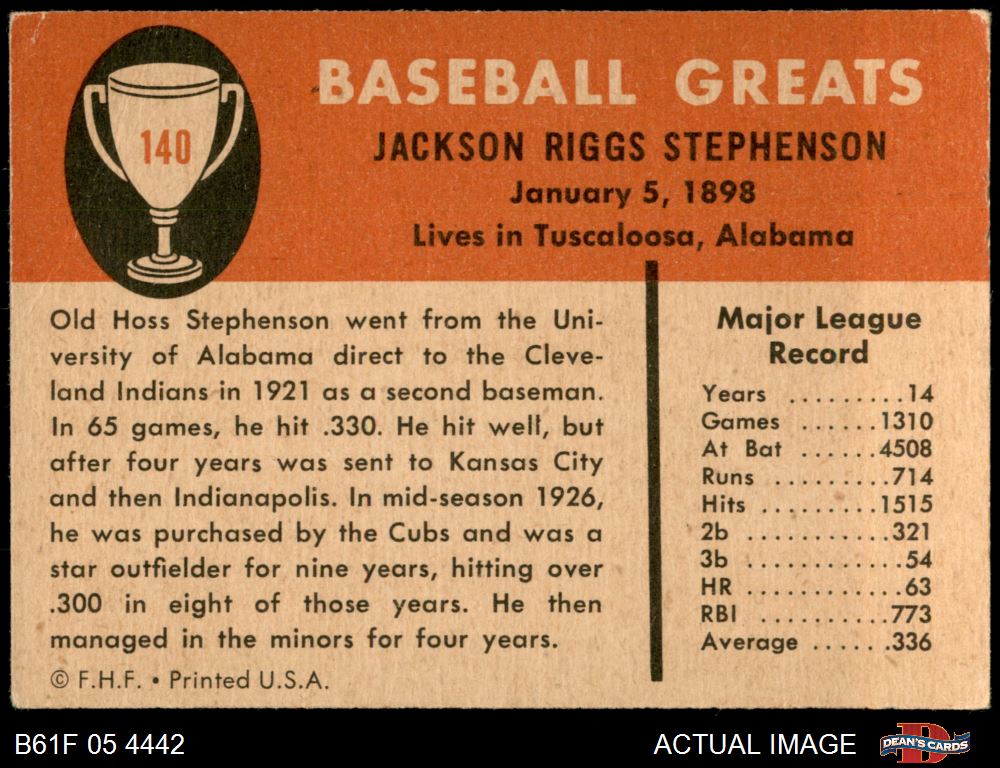 140
BASEBALL GREATS
JACKSON RIGGS STEPHENSON
January 5, 1898
Lives in Tuscaloosa, Alabama
Old Hoss Stephenson went from the Uni-
versity of Alabama direct to the Cleve-
land Indians in 1921 as a second baseman.
In 65 games, he hit .330. He hit well, but
after four years was sent to Kansas City
and then Indianapolis. In mid-season 1926,
he was purchased by the Cubs and was a
star outfielder for nine years, hitting over
.300 in eight of those years. He then
managed in the minors for four years.
© F.H.F. • Printed U.S.A.
Major League
Record
Years .........14
Games ......1310
At Bat ......4508
Runs .........714
Hits .........1515
2b ...........321
3b ............54
HR ............63
RBI ..........773
Average ......336
B61F 05 4442
ACTUAL IMAGE
D
DEAN'S CARDS